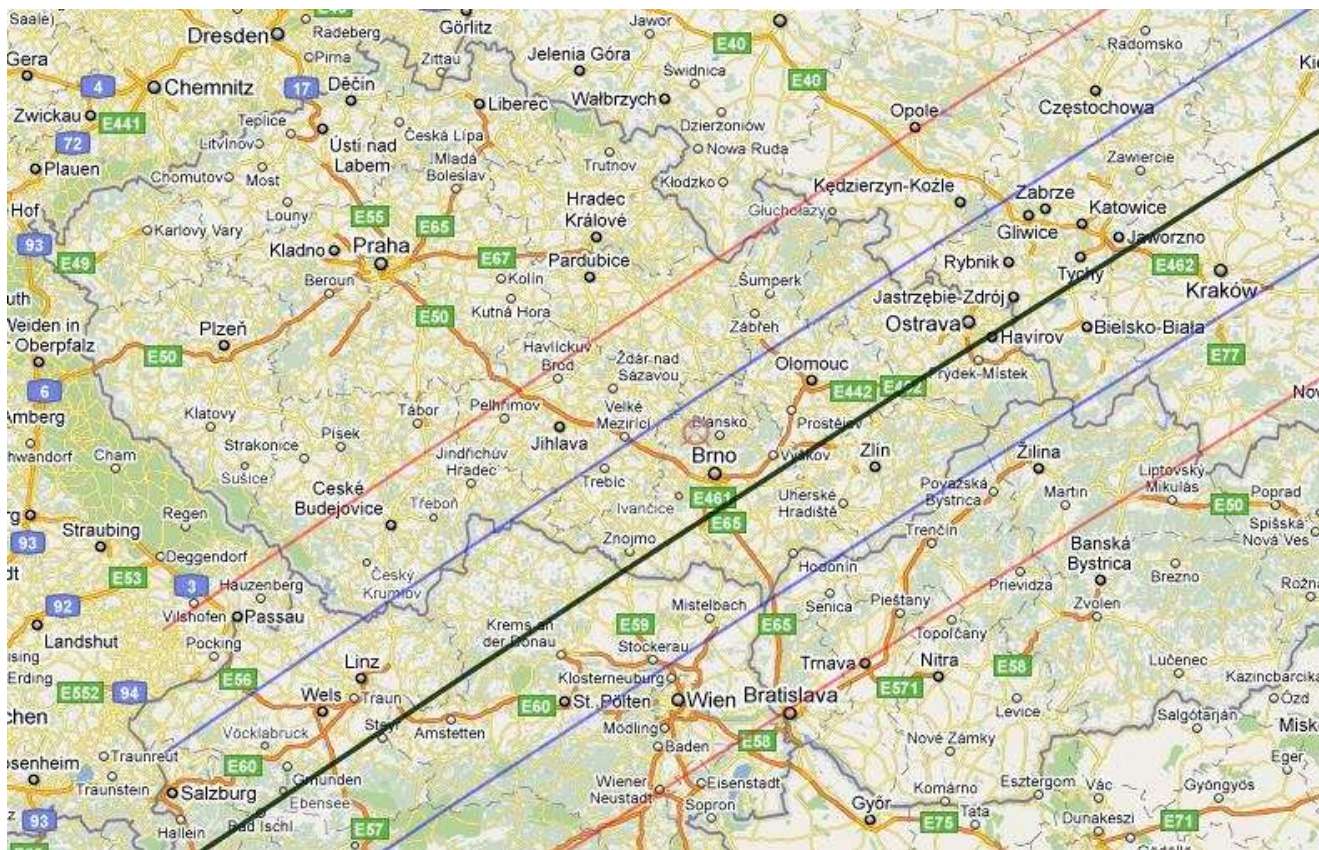 Saale)
Dresden
Radeberg
Görlitz
Jawor
E40
Radomsko
Gera
Pirna
Zittau
Jelenia Góra
Świdnica
E40
4
Chemnitz
17
Děčín
Liberec
Wałbrzych
Opole
Częstochowa
Zwickau
E441
Teplice
Ústí nad
Labem
Česká Lípa
Dzierżoniów
72
Litvínov
Mladá
Boleslav
Trutnov
Nowa Ruda
Zawiercie
Plauen
Chomutov
Most
Kłodzko
Kędzierzyn-Koźle
Zabrze
Hof
Louny
E55
E65
Hradec
Králové
Głuchołazy
Gliwice
Katowice
93
Karlovy Vary
Kladno
Praha
Jaworzno
E49
Beroun
E67
Kolín
Pardubice
Šumperk
Rybnik
Tychy
E462
Kraków
Kutná Hora
Jastrzębie-Zdrój
Weiden in
Oberpfalz
Plzeň
E50
Zábřeh
Ostrava
Bielsko-Biała
E50
Havlíckuv
Brod
Žďár nad
Sázavou
Olomouc
Havirov
E77
6
E442
E462
Frýdek-Místek
Amberg
Klatovy
Tábor
Pelhřimov
Velké
Mezirící
Blansko
Prostějov
Strakonice
Písek
Jihlava
Cham
Sušice
Jindřichův
Hradec
Trebíc
Brno
Vyškov
Zlín
Žilina
Liptovský
Mikulás
České
Budejovice
Třeboň
Ivančice
E461
Uherské
Hradiště
Považská
Bystrica
Martin
E50
Poprad
Regen
Straubing
E65
Trenčín
Spišská
Nová Ves
93
Deggendorf
Znojmo
Hodonín
Banská
Bystrica
E53
3
Hauzenberg
Český
Krumlov
Prievidza
Brezno
92
Vilshofen
Passau
Mistelbach
Senica
Piešťany
Zvolen
Landshut
Krems an
der Donau
E59
E65
Topoľčany
Pocking
Stockerau
Erding
E552
94
E56
Linz
Klosterneuburg
Trnava
Nitra
E58
Lučenec
Kazincbarcika
Wels
Traun
E60
St. Pölten
Wien
Bratislava
E571
Levice
Ózd
Vöcklabruck
Steyr
Amstetten
Mödling
Salgótarján
Traunreut
E60
Baden
E58
Nové Zámky
Eger
Traunstein
Salzburg
Gmunden
Ebensee
Wiener
Neustadt
Eisenstadt
Komárno
Esztergom
Vác
Gyöngyös
93
Hallein
Bad Ischl
E57
Sopron
Győr
E75
Tata
Dunakeszi
E71